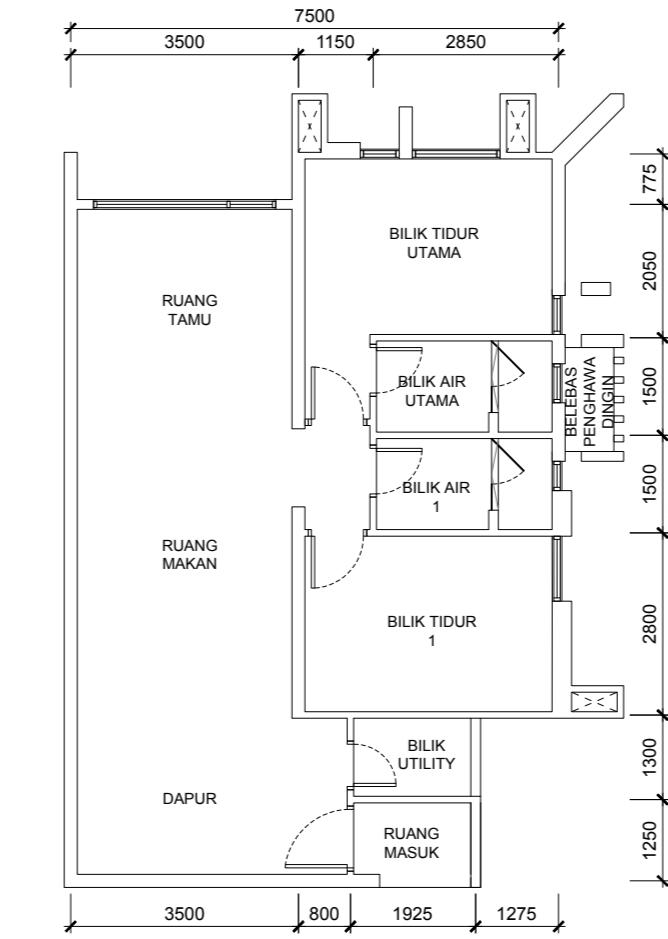 7500
3500
1150
2850
775
2050
1500
1500
2800
1300
1250
BILIK TIDUR
UTAMA
RUANG
TAMU
BILIK AIR
UTAMA
BELEBAS
PENGHAWA
DINGIN
BILIK AIR
1
RUANG
MAKAN
BILIK TIDUR
1
BILIK
UTILITY
DAPUR
RUANG
MASUK
3500
800
1925
1275